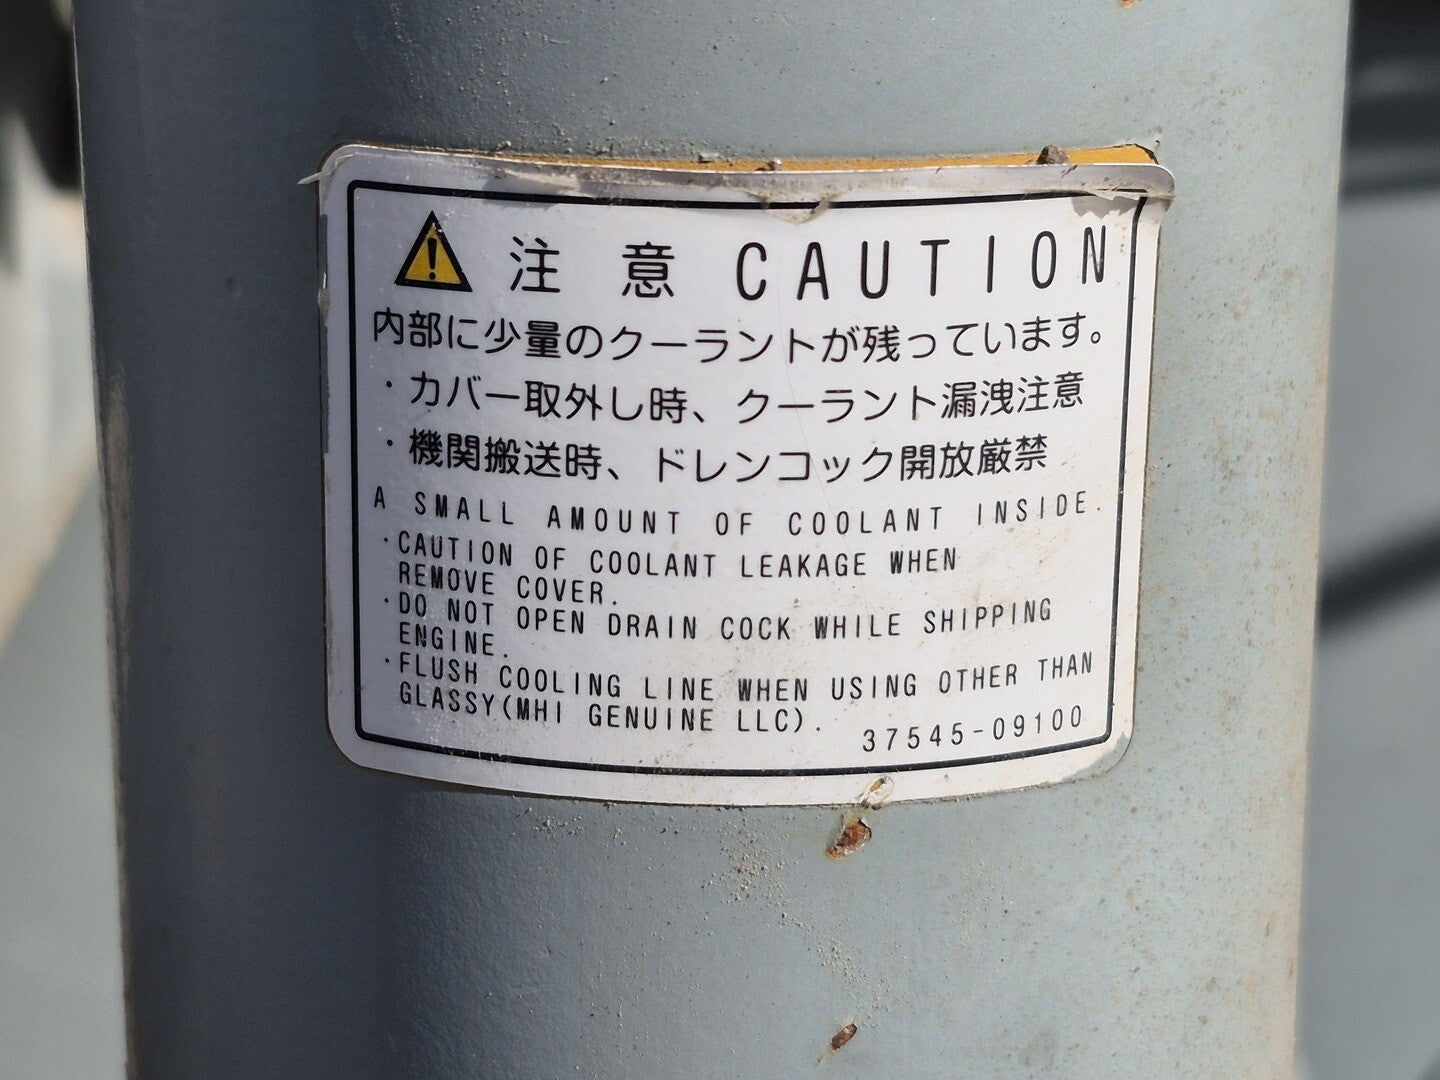 注 意 CAUTION
内部に少量のクーラントが残っています。
・カバー取外し時、クーラント漏洩注意
・機関搬送時、ドレンコック開放厳禁
A SMALL AMOUNT OF COOLANT INSIDE.
・CAUTION OF COOLANT LEAKAGE WHEN
REMOVE COVER.
・DO NOT OPEN DRAIN COCK WHILE SHIPPING
ENGINE.
・FLUSH COOLING LINE WHEN USING OTHER THAN
GLASSY(MHI GENUINE LLC).
37545-09100